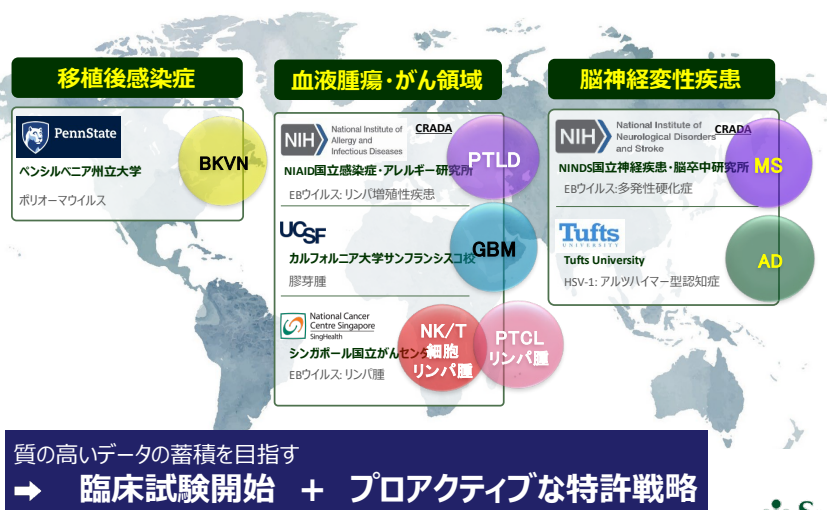 移植後感染症
PennState
BKVN
ペンシルベニア州立大学
ポリオーマウイルス
血液腫瘍・がん領域
NIH
National Institute of
Allergy and
Infectious Diseases
CRADA
PTLD
NIAID国立感染症・アレルギー研究所
EBウイルス: リンパ増殖性疾患
UCSF
GBM
カルフォルニア大学サンフランシスコ校
膠芽腫
National Cancer
Centre Singapore
SingHealth
NK/T
細胞
リンパ腫
PTCL
リンパ腫
シンガポール国立がんセンター
EBウイルス: リンパ腫
脳神経変性疾患
NIH
National Institute of
Neurological Disorders
and Stroke
CRADA
MS
NINDS国立神経疾患・脳卒中研究所
EBウイルス:多発性硬化症
Tufts
UNIVERSITY
AD
Tufts University
HSV-1: アルツハイマー型認知症
質の高いデータの蓄積を目指す
➡ 臨床試験開始 + プロアクティブな特許戦略